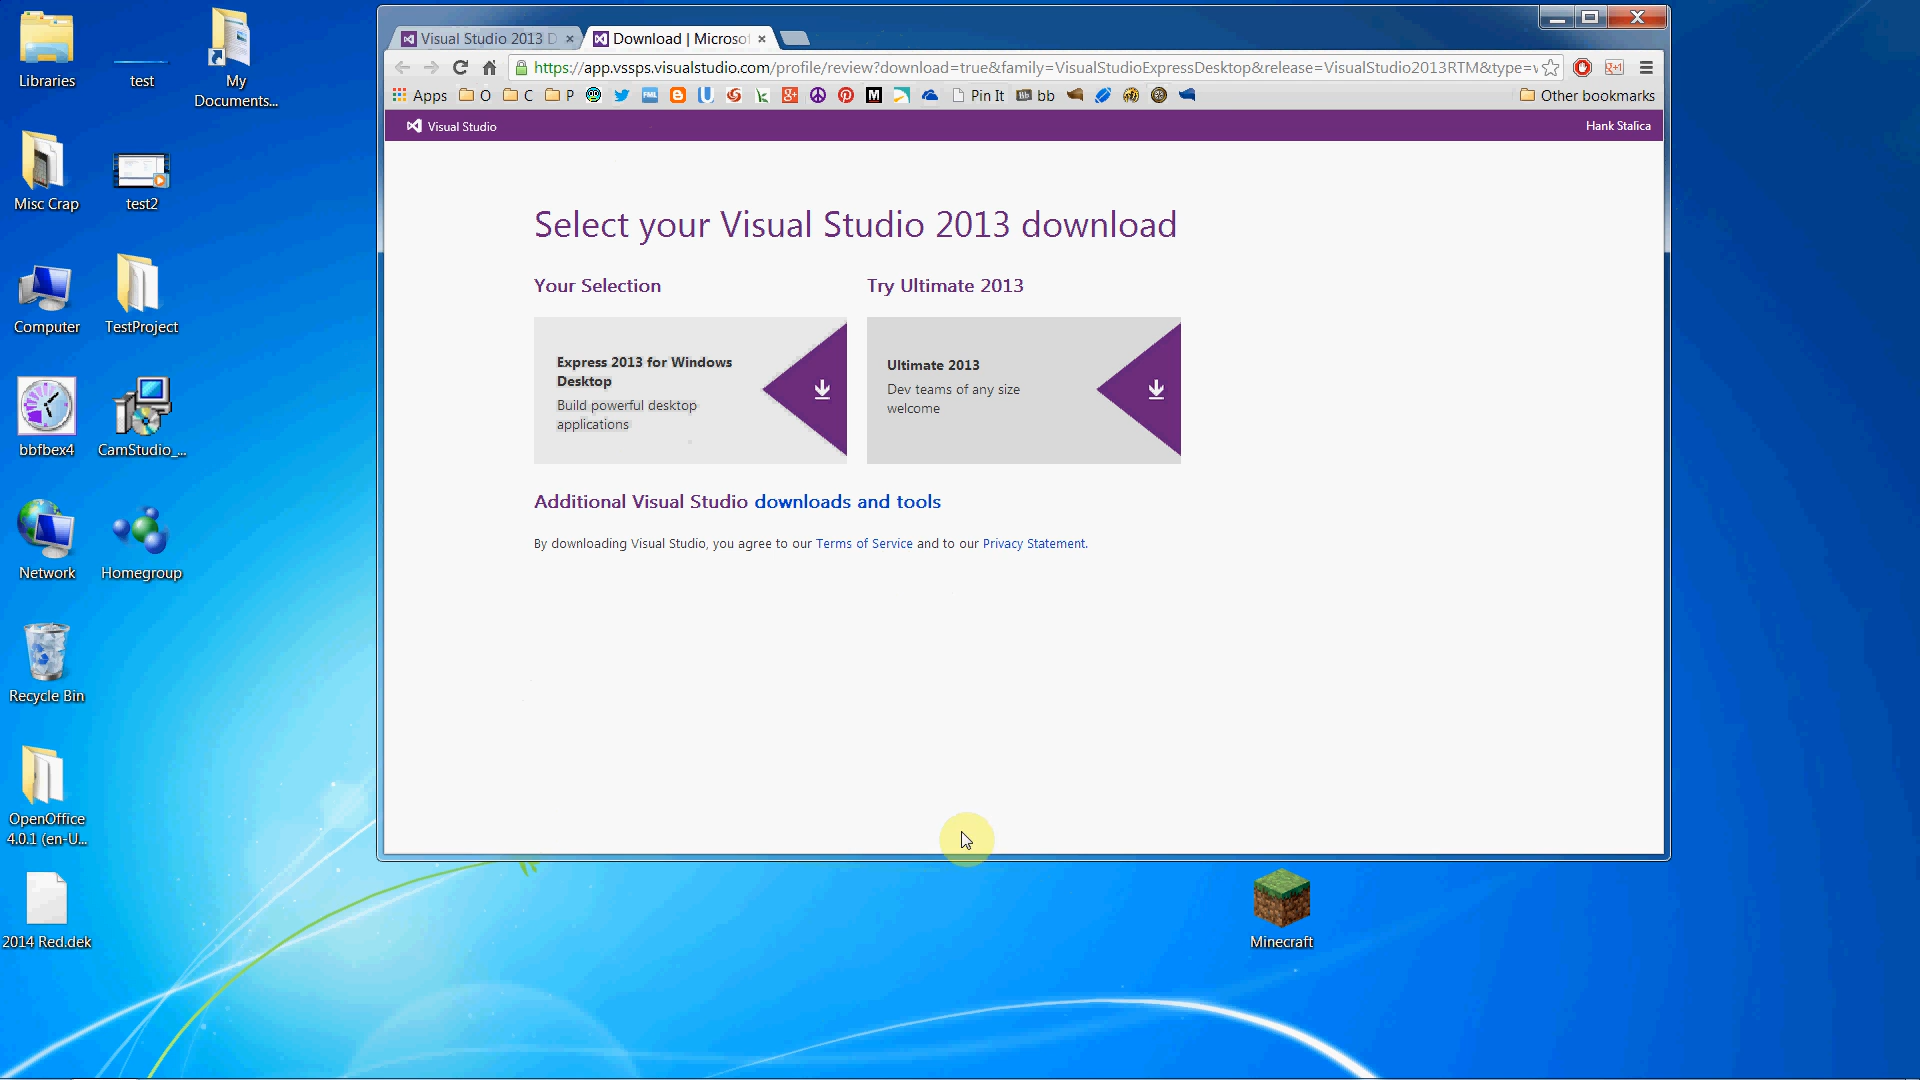 Libraries
test
My
Documents...
Misc Crap
test2
Computer
TestProject
bbfbex4
CamStudio_...
Network
Homegroup
Recycle Bin
OpenOffice
4.0.1 (en-U...
2014 Red.dek
Minecraft
Visual Studio 2013 D
Download | Microso
https://app.vssps.visualstudio.com/profile/review?download=true&family=VisualStudioExpressDesktop&release=VisualStudio2013RTM&type=
Apps O C P FML Pin It Bb bb Other bookmarks
Visual Studio
Hank Stalica
Select your Visual Studio 2013 download
Your Selection
Express 2013 for Windows
Desktop
Build powerful desktop
applications
Try Ultimate 2013
Ultimate 2013
Dev teams of any size
welcome
Additional Visual Studio downloads and tools
By downloading Visual Studio, you agree to our Terms of Service and to our Privacy Statement.